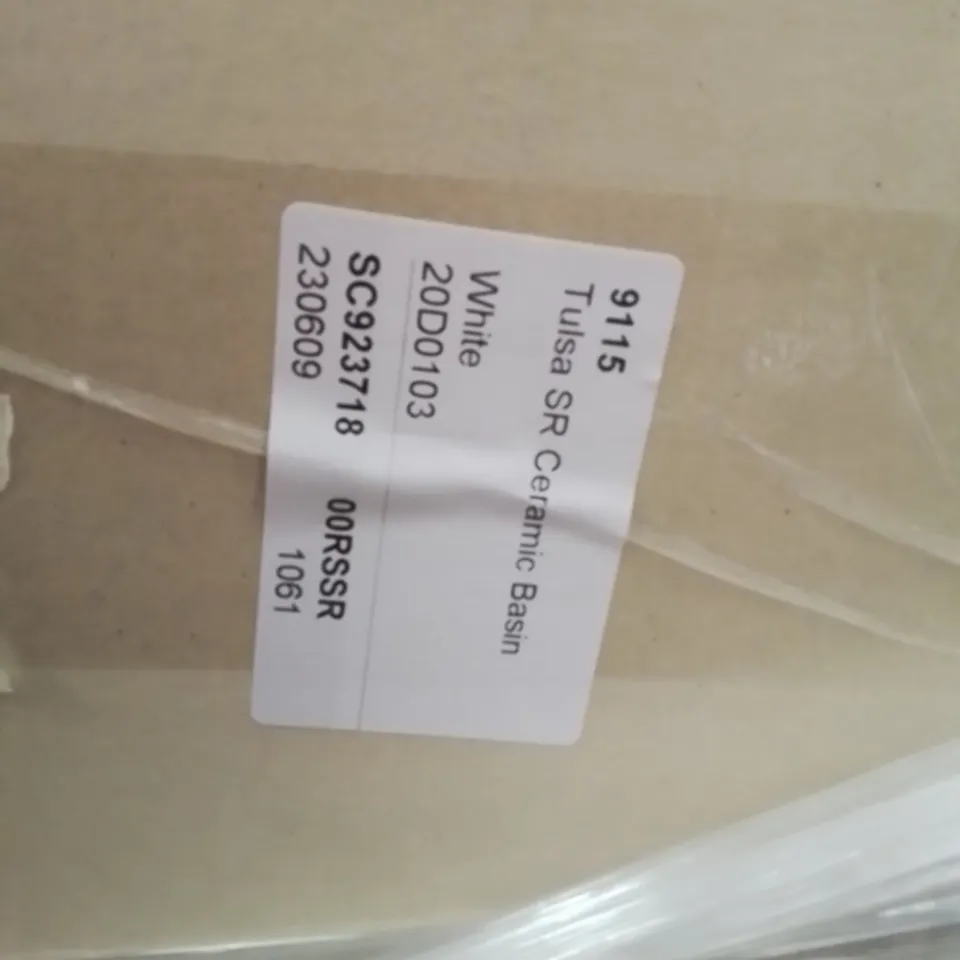 9115
Tulsa SR Ceramic Basin
White
20D0103
SC923718 00RSSR
230609 1061